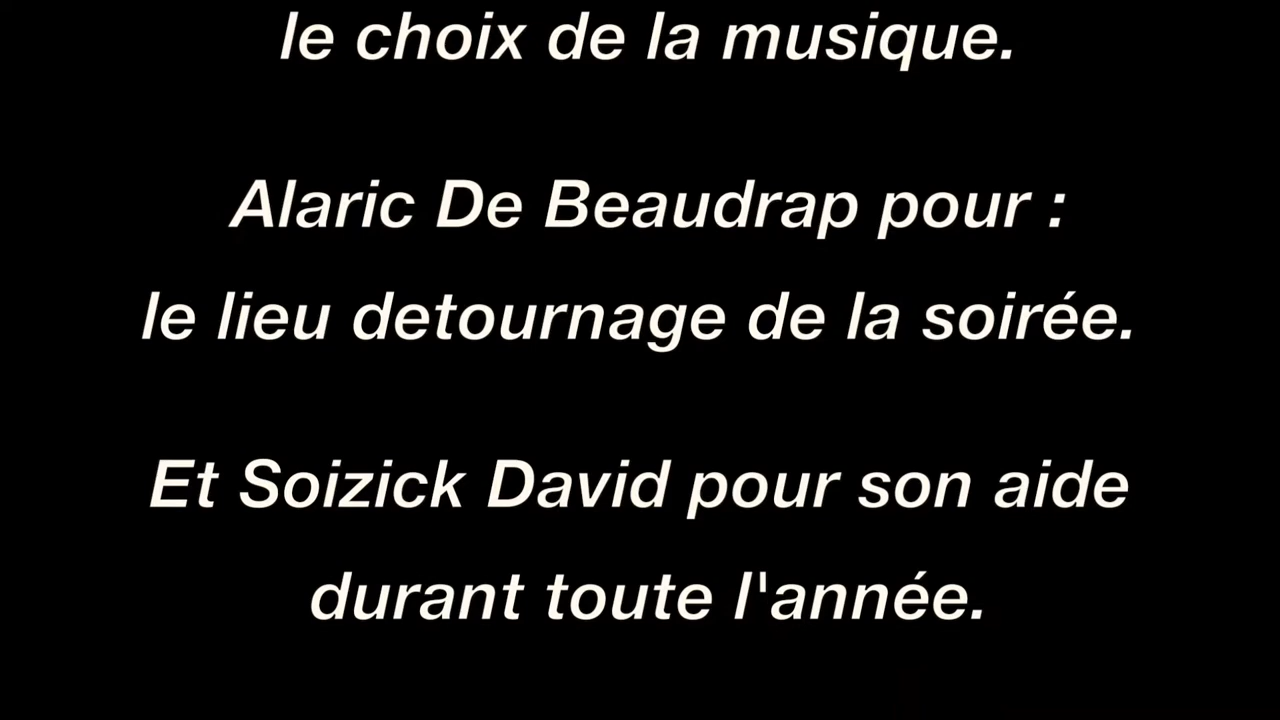 le choix de la musique.
Alaric De Beaudrap pour :
le lieu detournage de la soirée.
Et Soizick David pour son aide
durant toute l'année.